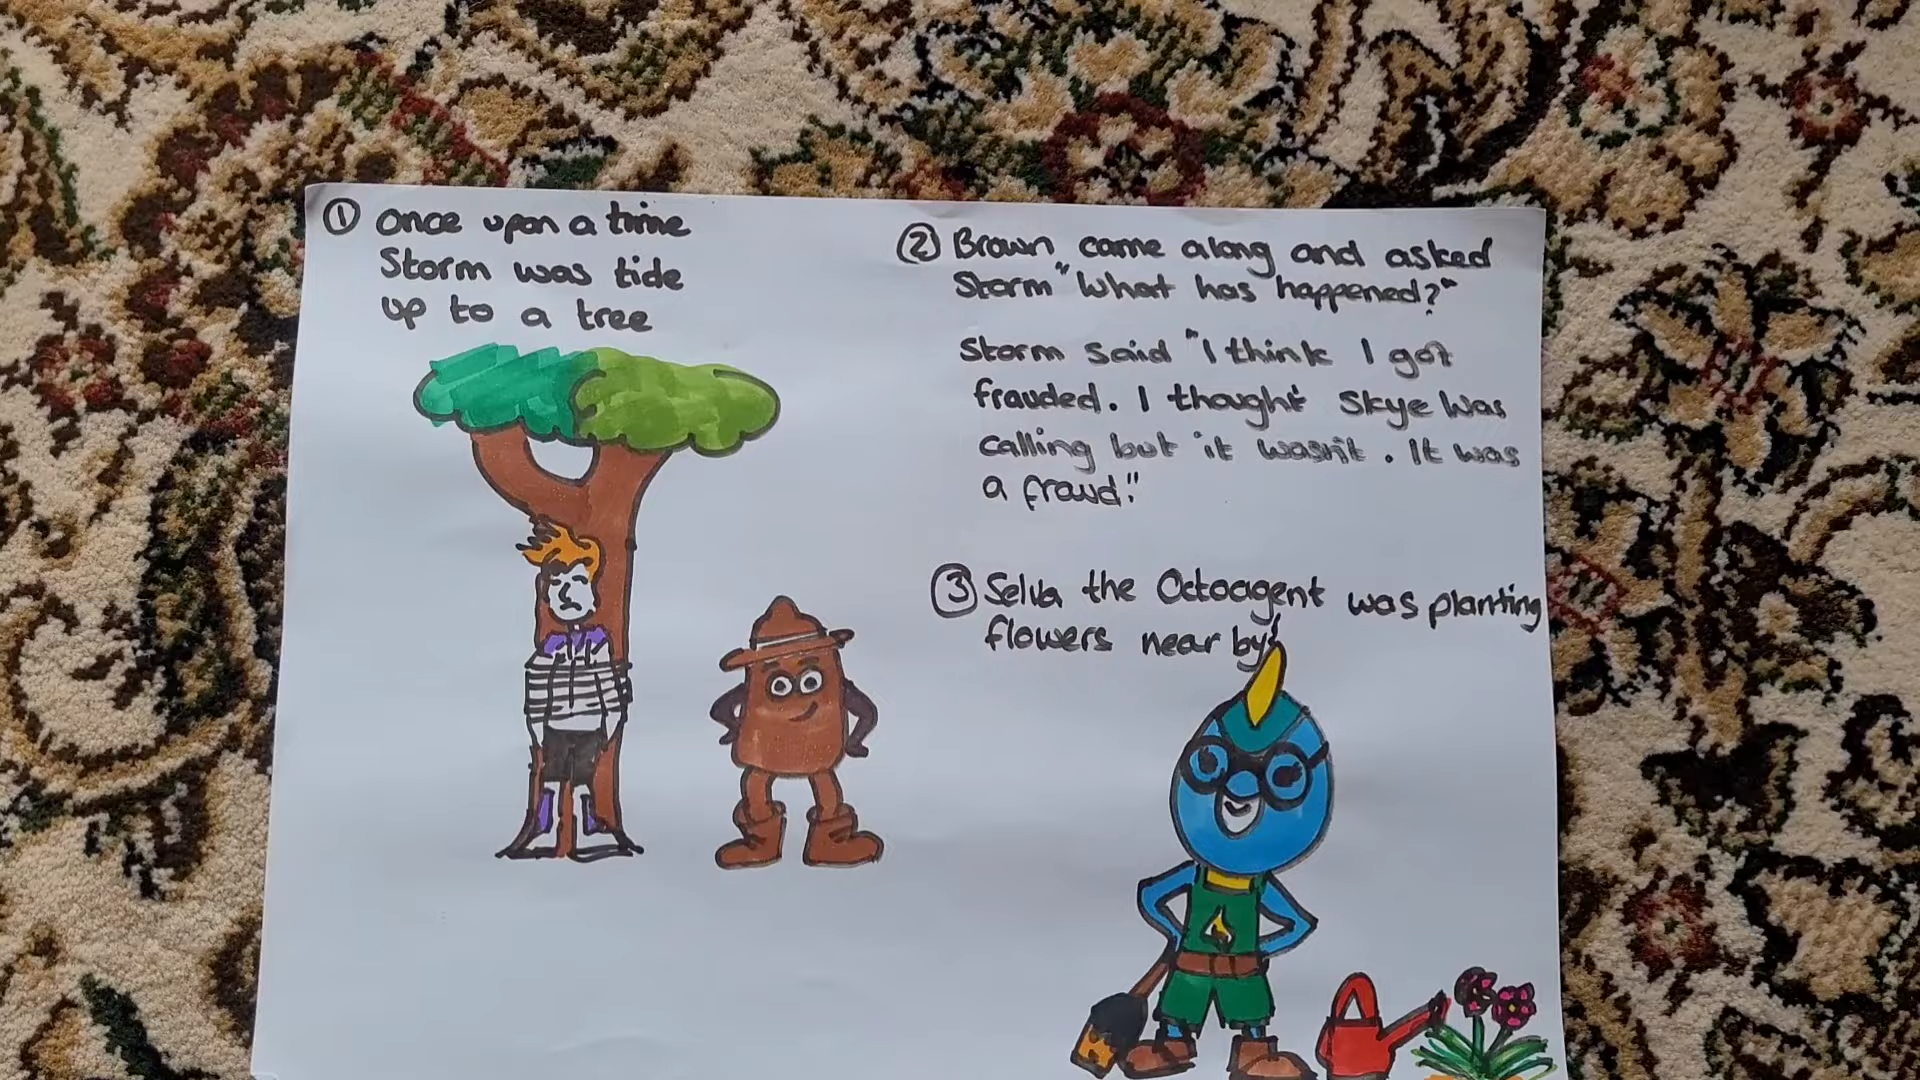 ① Once upon a time
Storm was tide
up to a tree
② Brown came along and asked
Storm "What has happened?"
Storm said "I think I got
frauded. I thought Skye was
calling but it wasn't. It was
a fraud."
③ Selva the Octoagent was planting
flowers near by.